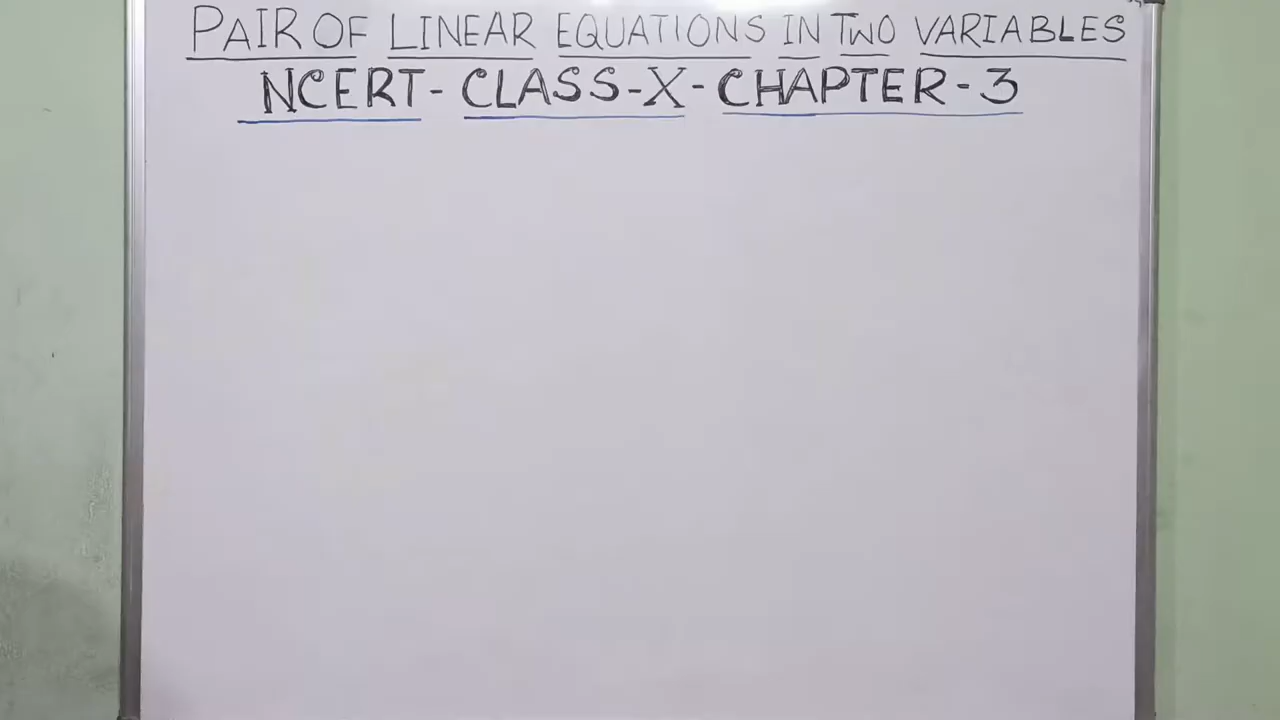 PAIR OF LINEAR EQUATIONS IN TWO VARIABLES
NCERT- CLASS-X- CHAPTER-3